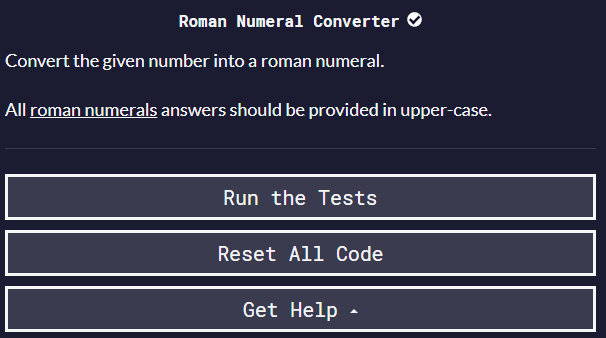 Roman Numeral Converter
Convert the given number into a roman numeral.
All roman numerals answers should be provided in upper-case.
Run the Tests
Reset All Code
Get Help